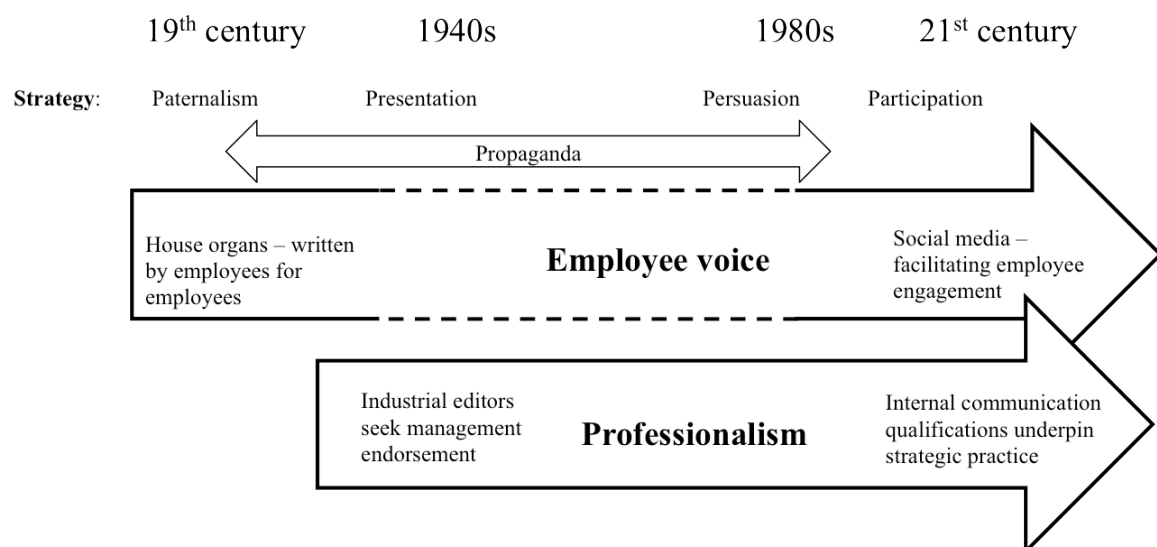 19th century 1940s 1980s 21st century
Strategy: Paternalism Presentation Persuasion Participation
Propaganda
House organs – written
by employees for
employees
Employee voice
Social media –
facilitating employee
engagement
Industrial editors
seek management
endorsement
Professionalism
Internal communication
qualifications underpin
strategic practice